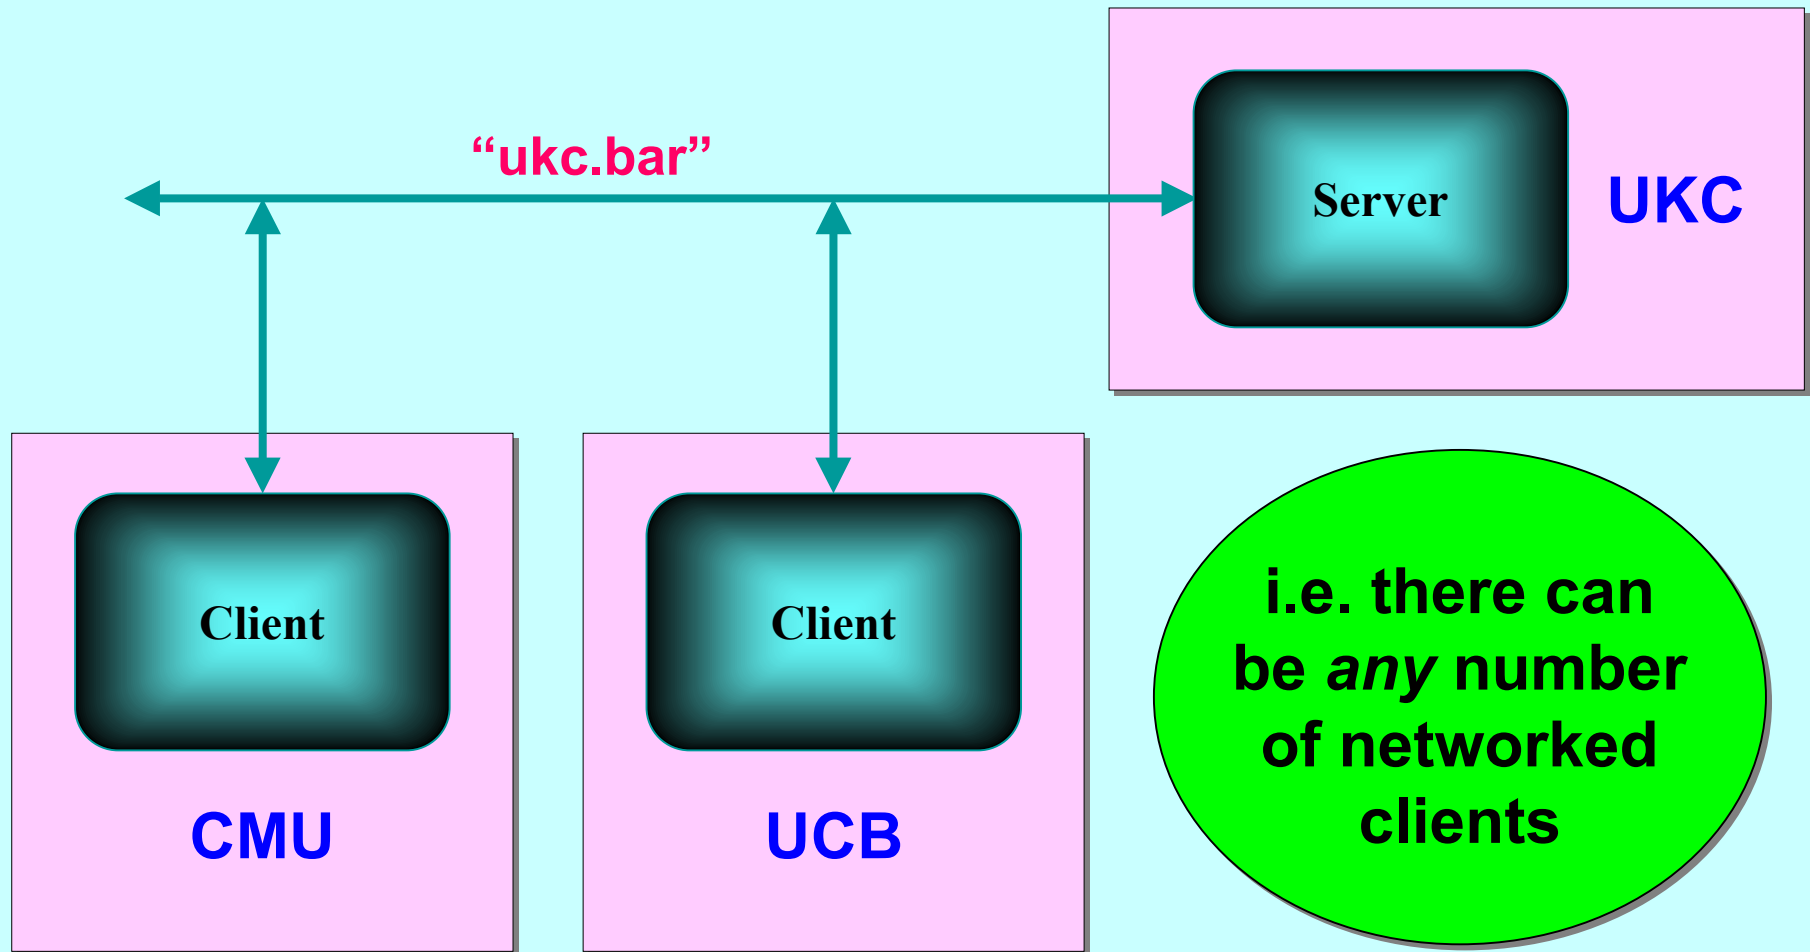 “ukc.bar”
Server
UKC
Client
CMU
Client
UCB
i.e. there can
be any number
of networked
clients